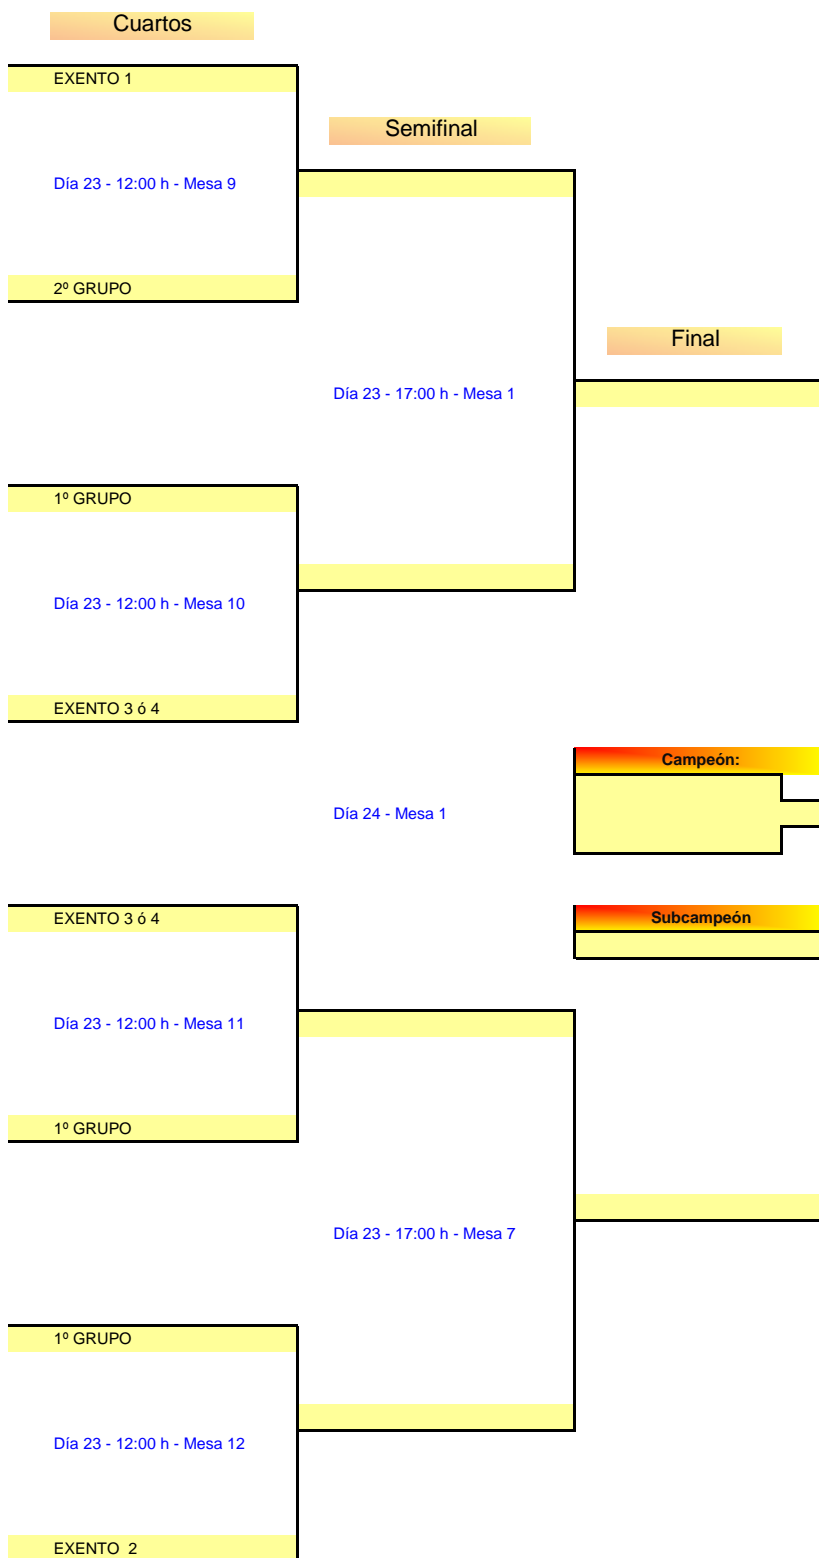 Cuartos
EXENTO 1
Semifinal
Día 23 - 12:00 h - Mesa 9
2º GRUPO
Final
Día 23 - 17:00 h - Mesa 1
1º GRUPO
Día 23 - 12:00 h - Mesa 10
EXENTO 3 ó 4
Campeón:
Día 24 - Mesa 1
EXENTO 3 ó 4
Subcampeón
Día 23 - 12:00 h - Mesa 11
1º GRUPO
Día 23 - 17:00 h - Mesa 7
1º GRUPO
Día 23 - 12:00 h - Mesa 12
EXENTO  2